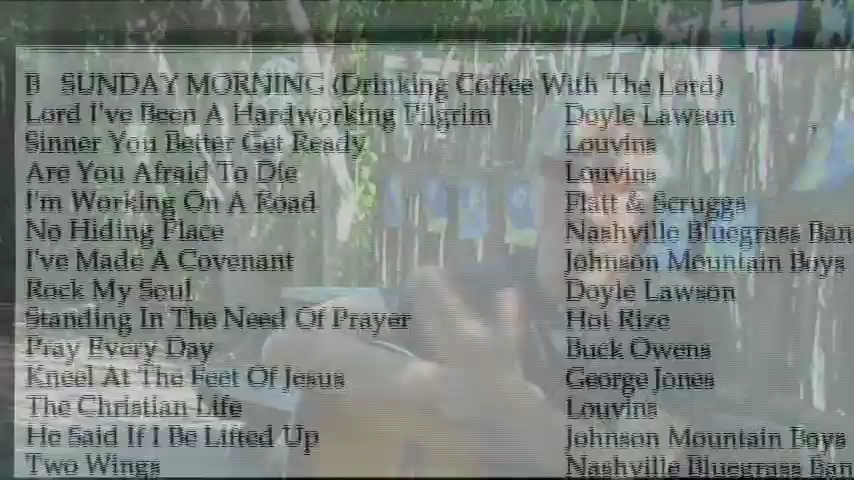 B SUNDAY MORNING (Drinking Coffee With The Lord)
Lord I've Been A Hardworking Pilgrim Doyle Lawson
Sinner You Better Get Ready Louvins
Are You Afraid To Die Louvins
I'm Working On A Road Flatt & Scruggs
No Hiding Place Nashville Bluegrass Ban
I've Made A Covenant Johnson Mountain Boys
Rock My Soul Doyle Lawson
Standing In The Need Of Prayer Hot Rize
Pray Every Day Buck Owens
Kneel At The Feet Of Jesus George Jones
The Christian Life Louvins
He Said If I Be Lifted Up Johnson Mountain Boys
Two Wings Nashville Bluegrass Ban